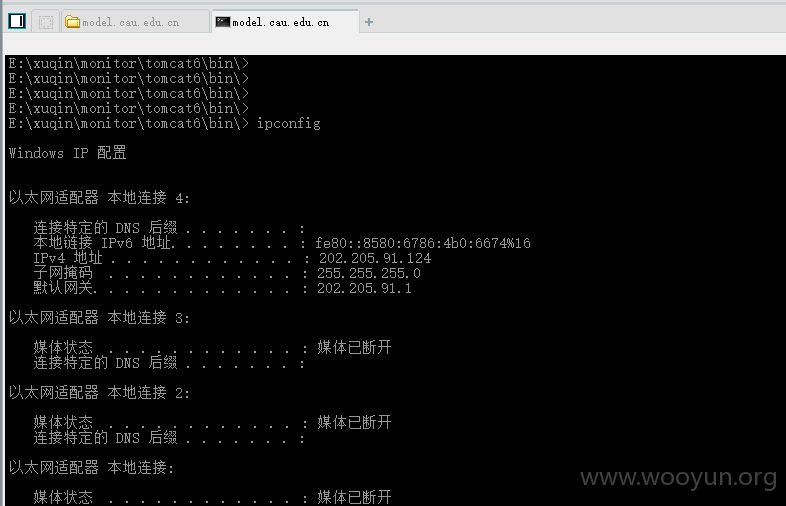 model.cau.edu.cn
model.cau.edu.cn
E:\xuqin\monitor\tomcat6\bin\>
E:\xuqin\monitor\tomcat6\bin\>
E:\xuqin\monitor\tomcat6\bin\>
E:\xuqin\monitor\tomcat6\bin\>
E:\xuqin\monitor\tomcat6\bin\> ipconfig
Windows IP 配置
以太网适配器 本地连接 4:
连接特定的 DNS 后缀 . . . . . . . :
本地链接 IPv6 地址. . . . . . . . : fe80::8580:6786:4b0:6674%16
IPv4 地址 . . . . . . . . . . . . : 202.205.91.124
子网掩码 . . . . . . . . . . . . : 255.255.255.0
默认网关. . . . . . . . . . . . . : 202.205.91.1
以太网适配器 本地连接 3:
媒体状态 . . . . . . . . . . . . : 媒体已断开
连接特定的 DNS 后缀 . . . . . . . :
以太网适配器 本地连接 2:
媒体状态 . . . . . . . . . . . . : 媒体已断开
连接特定的 DNS 后缀 . . . . . . . :
以太网适配器 本地连接:
媒体状态 . . . . . . . . . . . . : 媒体已断开
www.wooyun.org